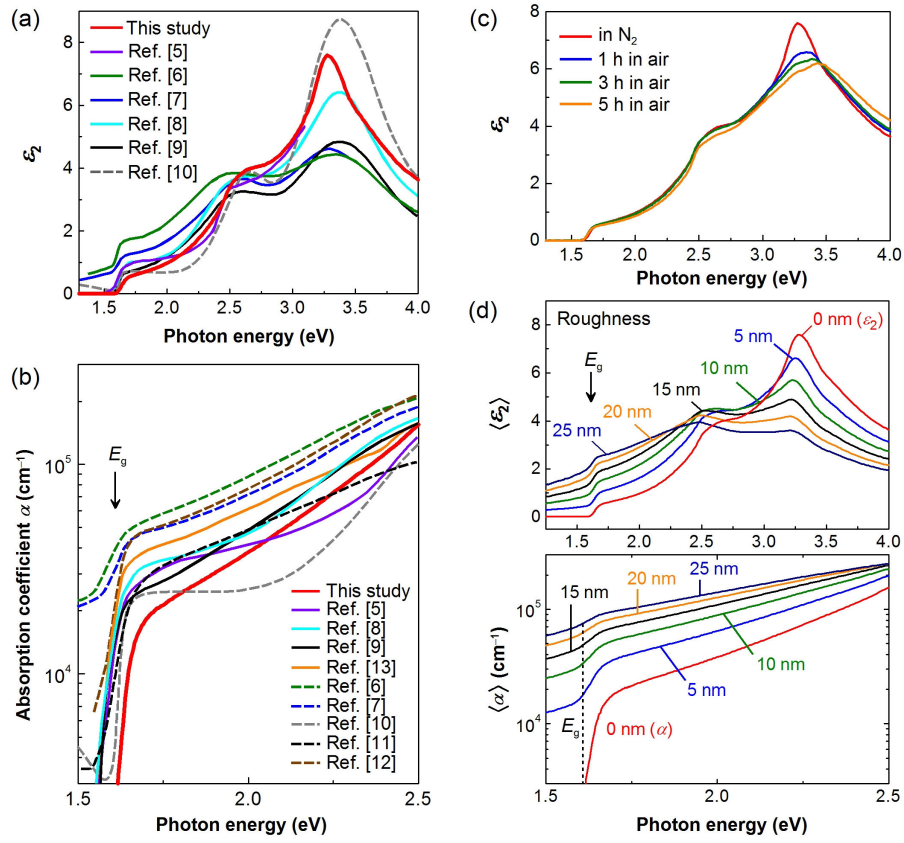 (a)
8
6
4
2
0
ε2
This study
Ref. [5]
Ref. [6]
Ref. [7]
Ref. [8]
Ref. [9]
Ref. [10]
1.5 2.0 2.5 3.0 3.5 4.0
Photon energy (eV)
(b)
Absorption coefficient α (cm⁻¹)
10⁵
10⁴
Eg
This study
Ref. [5]
Ref. [8]
Ref. [9]
Ref. [13]
Ref. [6]
Ref. [7]
Ref. [10]
Ref. [11]
Ref. [12]
1.5 2.0 2.5
Photon energy (eV)
(c)
8
6
4
2
0
ε2
in N₂
1 h in air
3 h in air
5 h in air
1.5 2.0 2.5 3.0 3.5 4.0
Photon energy (eV)
(d)
8
6
4
2
0
⟨ε2⟩
Roughness
0 nm (ε2)
5 nm
10 nm
15 nm
20 nm
25 nm
Eg
1.5 2.0 2.5 3.0 3.5 4.0
⟨α⟩ (cm⁻¹)
10⁵
10⁴
15 nm
20 nm
25 nm
10 nm
5 nm
0 nm (α)
Eg
1.5 2.0 2.5
Photon energy (eV)